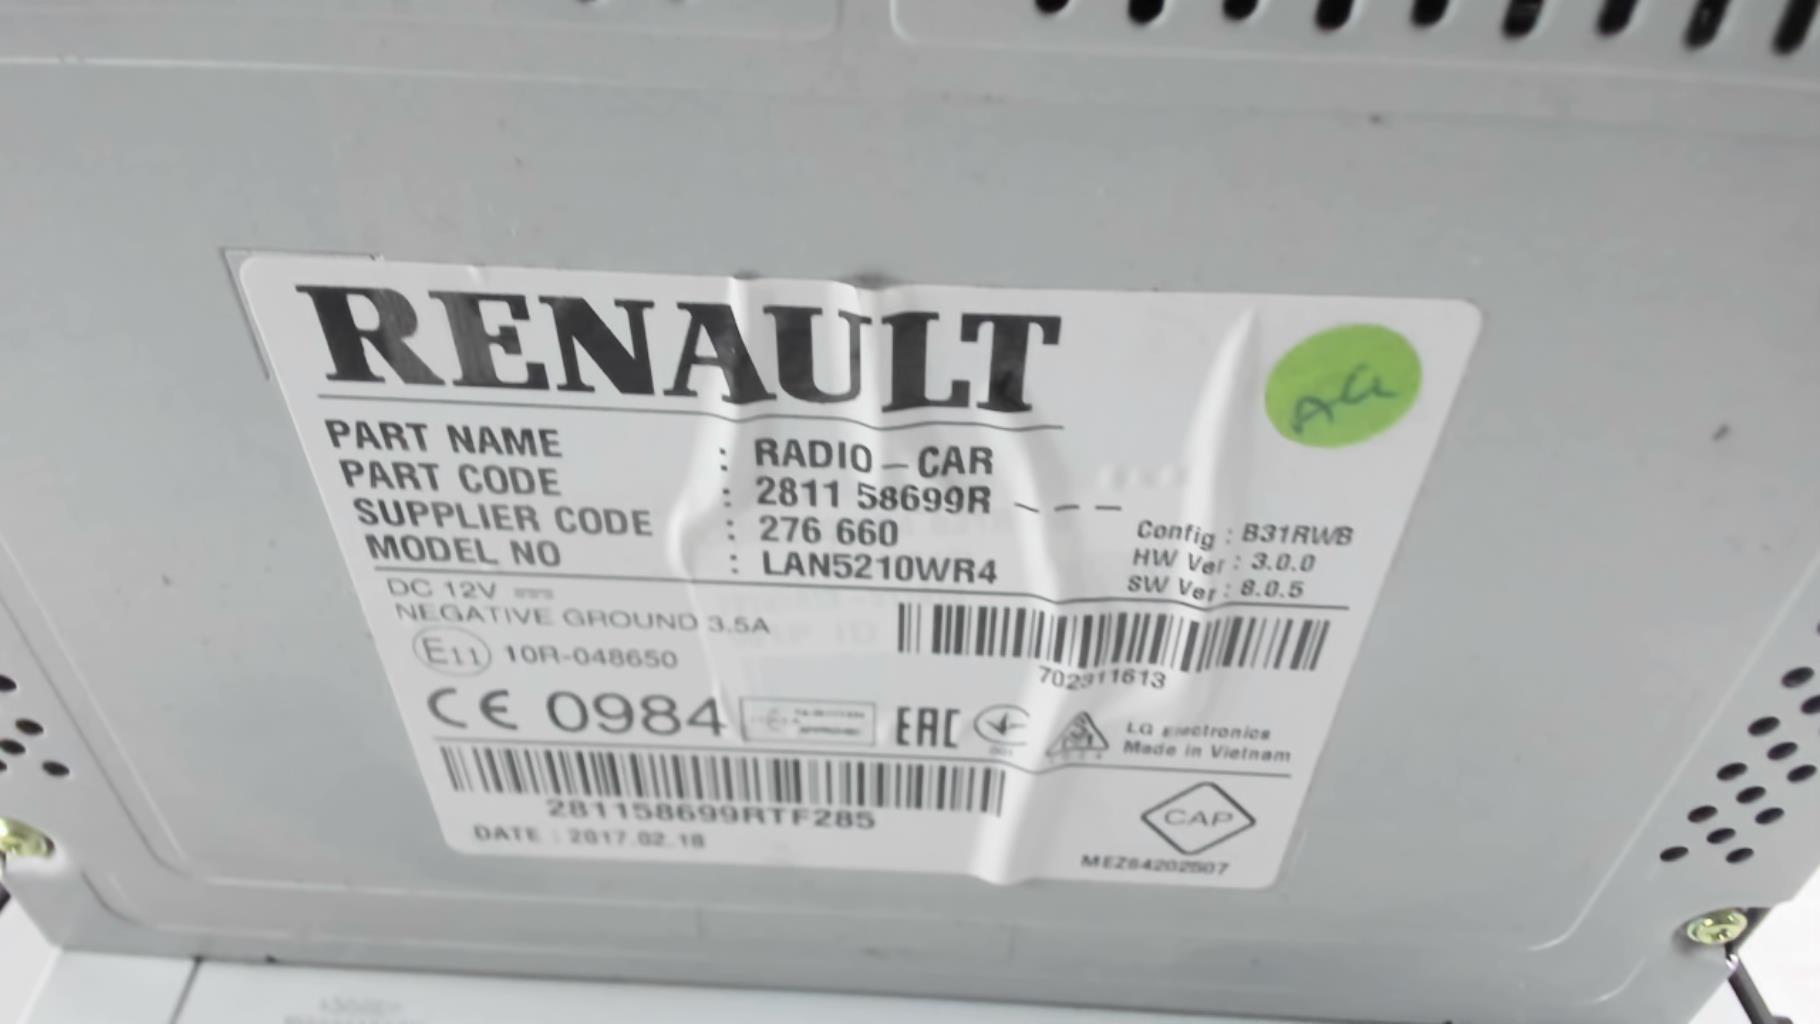 RENAULT
PART NAME : RADIO-CAR
PART CODE : 2811 58699R - - -
SUPPLIER CODE : 276 660
MODEL NO : LAN5210WR4
Config : B31RWB
HW Ver : 3.0.0
SW Ver : 8.0.5
DC 12V
NEGATIVE GROUND 3.5A
E11 10R-048650
702311613
CE 0984
EAC
LG Electronics
Made in Vietnam
281158699RTF285
DATE : 2017.02.18
CAP
MEZ64202507